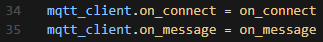 34 mqtt_client.on_connect = on_connect
35 mqtt_client.on_message = on_message